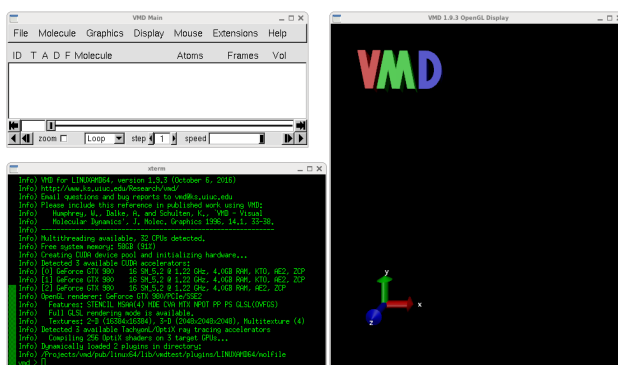 VMD Main
File Molecule Graphics Display Mouse Extensions Help
ID T A D F Molecule Atoms Frames Vol
zoom Loop step 1 speed
VMD 1.9.3 OpenGL Display
VMD
y
x
z
xterm
Info) VMD for LINUXAMD64, version 1.9.3 (October 6, 2016)
Info) http://www.ks.uiuc.edu/Research/vmd/
Info) Email questions and bug reports to vmd@ks.uiuc.edu
Info) Please include this reference in published work using VMD:
Info) Humphrey, W., Dalke, A. and Schulten, K., `VMD - Visual
Info) Molecular Dynamics', J. Molec. Graphics 1996, 14.1, 33-38.
Info) -------------------------------------------------------------
Info) Multithreading available, 32 CPUs detected.
Info) Free system memory: 58GB (91%)
Info) Creating CUDA device pool and initializing hardware...
Info) Detected 3 available CUDA accelerators:
Info) [0] GeForce GTX 980 16 SM_5.2 @ 1.22 GHz, 4.0GB RAM, KTO, AE2, ZCP
Info) [1] GeForce GTX 980 16 SM_5.2 @ 1.22 GHz, 4.0GB RAM, KTO, AE2, ZCP
Info) [2] GeForce GTX 980 16 SM_5.2 @ 1.22 GHz, 4.0GB RAM, AE2, ZCP
Info) OpenGL renderer: GeForce GTX 980/PCIe/SSE2
Info) Features: STENCIL MSAA(4) MDE CVA MTX NPOT PP PS GLSL(OVFGS)
Info) Full GLSL rendering mode is available.
Info) Textures: 2-D (16384x16384), 3-D (2048x2048x2048), Multitexture (4)
Info) Detected 3 available TachyonL/OptiX ray tracing accelerators
Info) Compiling 256 OptiX shaders on 3 target GPUs...
Info) Dynamically loaded 2 plugins in directory:
Info) /Projects/vmd/pub/linux64/lib/vmdtest/plugins/LINUXAMD64/molfile
vmd >